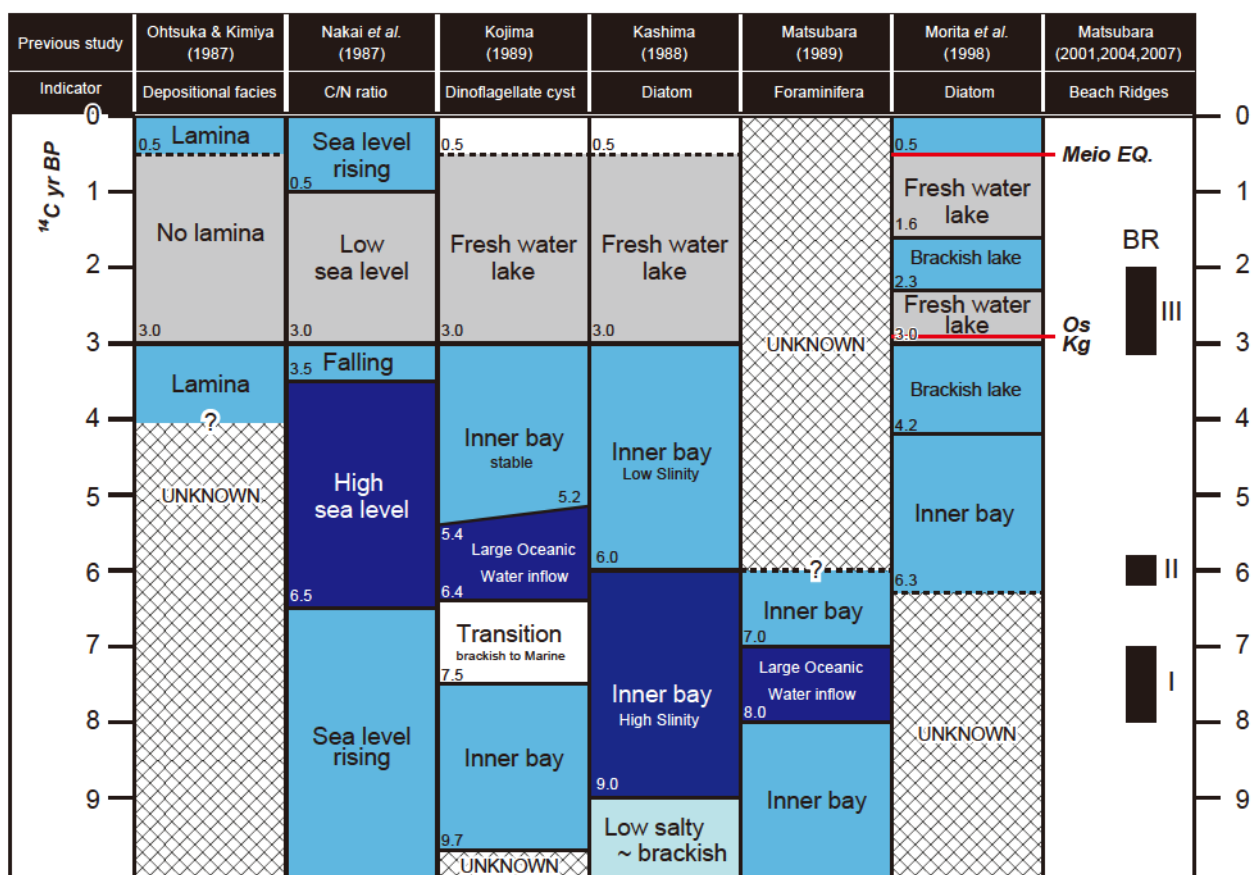 Previous study
Ohtsuka & Kimiya
(1987)
Nakai et al.
(1987)
Kojima
(1989)
Kashima
(1988)
Matsubara
(1989)
Morita et al.
(1998)
Matsubara
(2001,2004,2007)
Indicator
Depositional facies
C/N ratio
Dinoflagellate cyst
Diatom
Foraminifera
Diatom
Beach Ridges
14C yr BP
0
1
2
3
4
5
6
7
8
9
Lamina
0.5
No lamina
3.0
Lamina
?
UNKNOWN
Sea level
rising
0.5
Low
sea level
3.0
Falling
3.5
High
sea level
6.5
Sea level
rising
0.5
Fresh water
lake
3.0
Inner bay
stable
5.2
5.4
Large Oceanic
Water inflow
6.4
Transition
brackish to Marine
7.5
Inner bay
9.7
UNKNOWN
0.5
Fresh water
lake
3.0
Inner bay
Low Slinity
6.0
Inner bay
High Slinity
9.0
Low salty
~ brackish
UNKNOWN
?
Inner bay
7.0
Large Oceanic
Water inflow
8.0
Inner bay
0.5
Fresh water
lake
1.6
Brackish lake
2.3
Fresh water
lake
3.0
Brackish lake
4.2
Inner bay
6.3
UNKNOWN
Meio EQ.
BR
III
Os
Kg
II
I
0
1
2
3
4
5
6
7
8
9